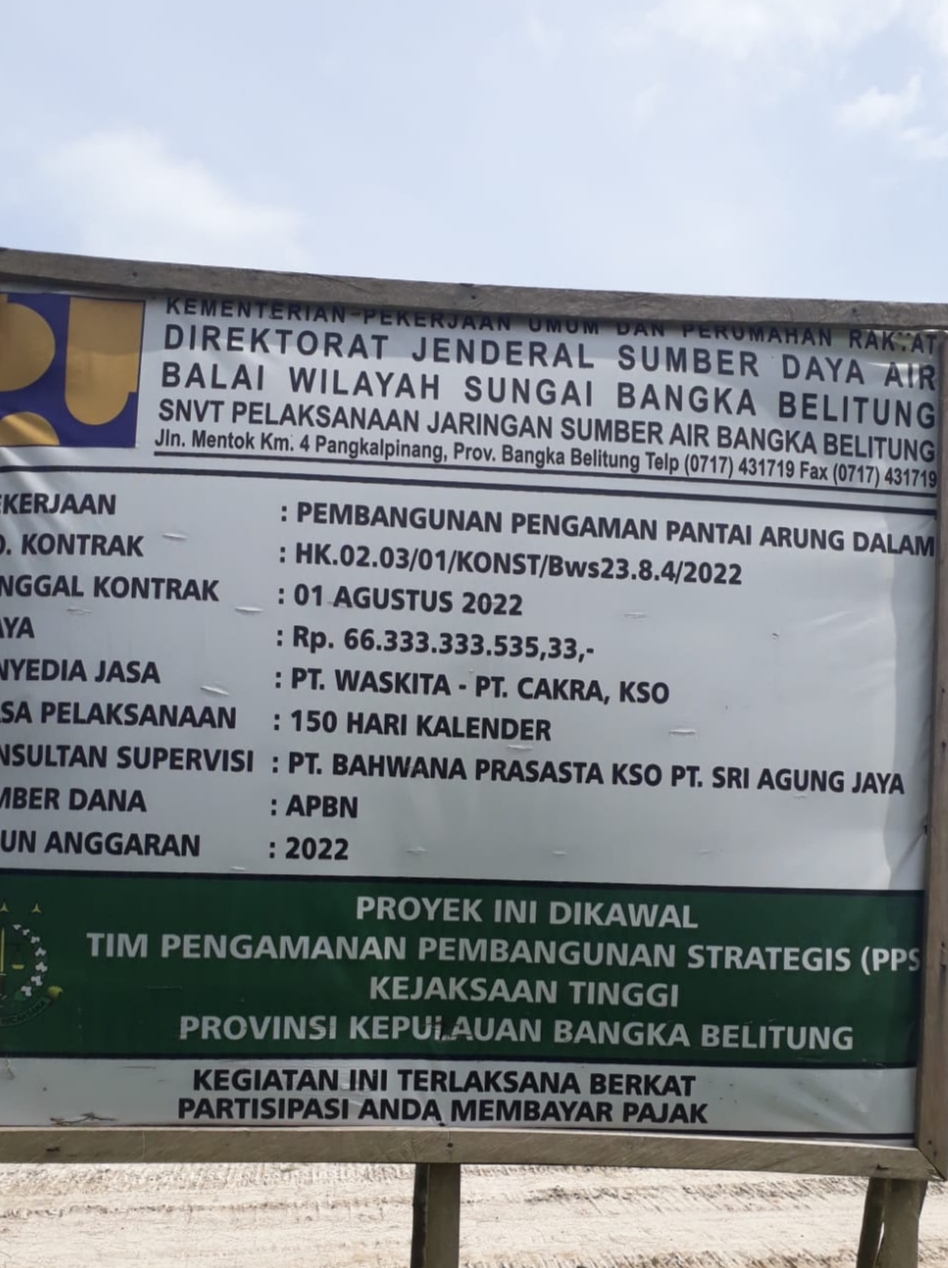 KEMENTERIAN PEKERJAAN UMUM DAN PERUMAHAN RAKYAT
DIREKTORAT JENDERAL SUMBER DAYA AIR
BALAI WILAYAH SUNGAI BANGKA BELITUNG
SNVT PELAKSANAAN JARINGAN SUMBER AIR BANGKA BELITUNG
Jln. Mentok Km. 4 Pangkalpinang, Prov. Bangka Belitung Telp (0717) 431719 Fax (0717) 431719
EKERJAAN : PEMBANGUNAN PENGAMAN PANTAI ARUNG DALAM
O. KONTRAK : HK.02.03/01/KONST/Bws23.8.4/2022
NGGAL KONTRAK : 01 AGUSTUS 2022
AYA : Rp. 66.333.333.535,33,-
NYEDIA JASA : PT. WASKITA - PT. CAKRA, KSO
SA PELAKSANAAN : 150 HARI KALENDER
NSULTAN SUPERVISI : PT. BAHWANA PRASASTA KSO PT. SRI AGUNG JAYA
MBER DANA : APBN
UN ANGGARAN : 2022
PROYEK INI DIKAWAL
TIM PENGAMANAN PEMBANGUNAN STRATEGIS (PPS
KEJAKSAAN TINGGI
PROVINSI KEPULAUAN BANGKA BELITUNG
KEGIATAN INI TERLAKSANA BERKAT
PARTISIPASI ANDA MEMBAYAR PAJAK